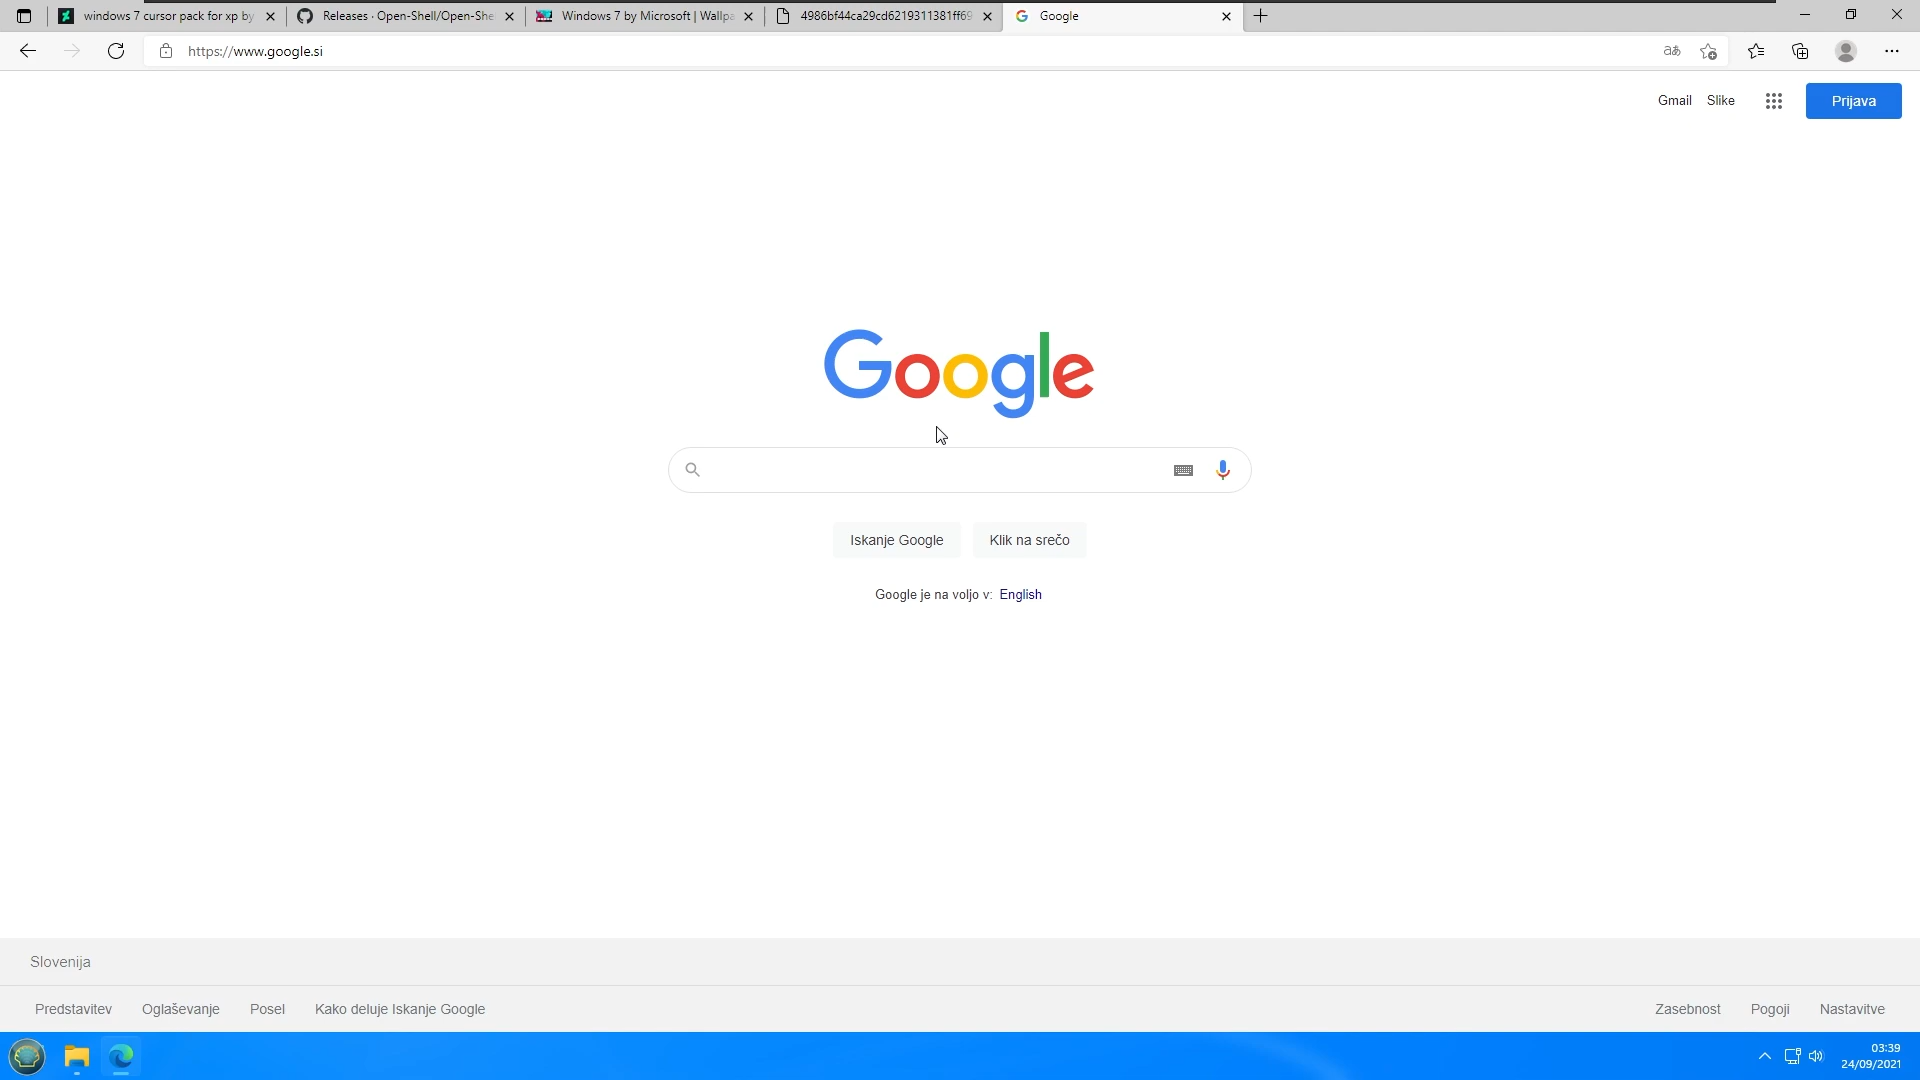 windows 7 cursor pack for xp by
Releases · Open-Shell/Open-She
Windows 7 by Microsoft | Wallpa
4986bf44ca29cd6219311381ff69
Google
https://www.google.si
aあ
Gmail
Slike
Prijava
Google
Iskanje Google
Klik na srečo
Google je na voljo v: English
Slovenija
Predstavitev
Oglaševanje
Posel
Kako deluje Iskanje Google
Zasebnost
Pogoji
Nastavitve
03:39
24/09/2021